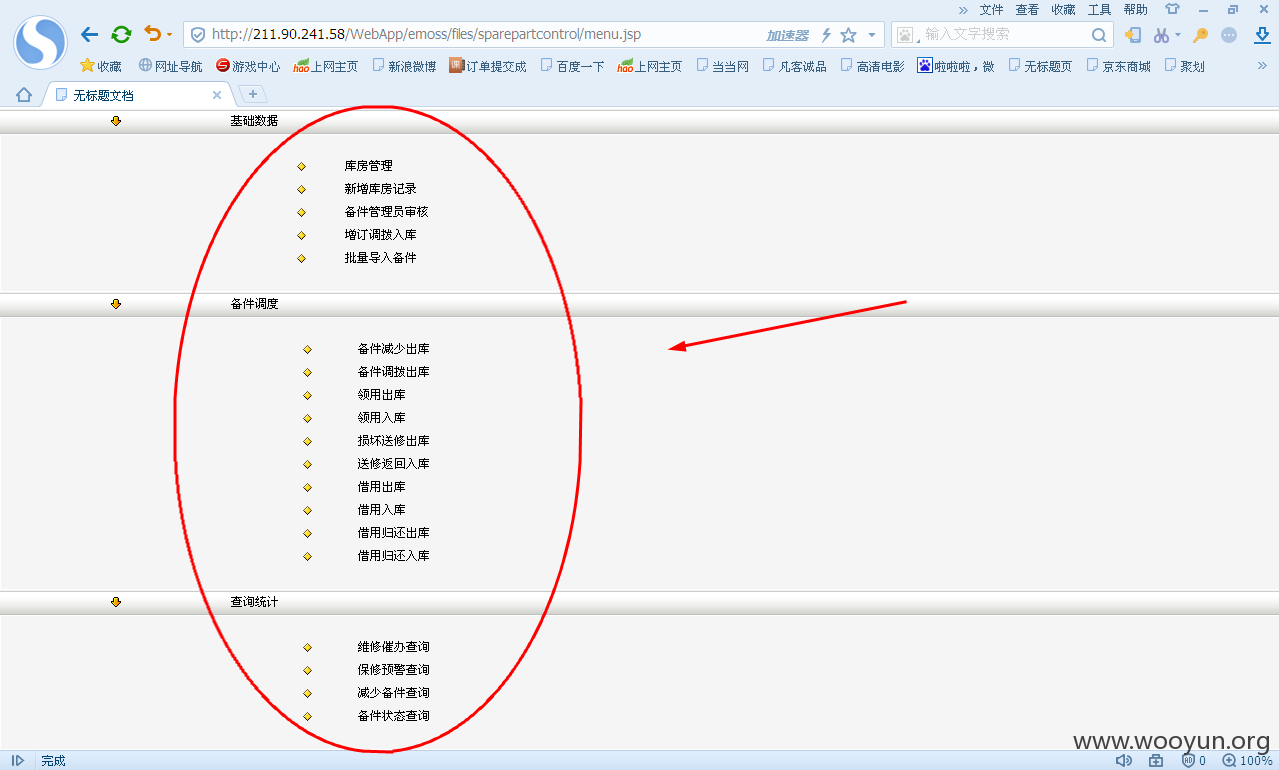 » 文件 查看 收藏 工具 帮助
http://211.90.241.58/WebApp/emoss/files/sparepartcontrol/menu.jsp 加速器 输入文字搜索
收藏 网址导航 游戏中心 hao上网主页 新浪微博 课 订单提交成 百度一下 hao上网主页 当当网 凡客诚品 高清电影 啦啦啦，微 无标题页 京东商城 聚划 »
无标题文档
基础数据
库房管理
新增库房记录
备件管理员审核
增订调拨入库
批量导入备件
备件调度
备件减少出库
备件调拨出库
领用出库
领用入库
损坏送修出库
送修返回入库
借用出库
借用入库
借用归还出库
借用归还入库
查询统计
维修催办查询
保修预警查询
减少备件查询
备件状态查询
www.wooyun.org
完成 0 100%